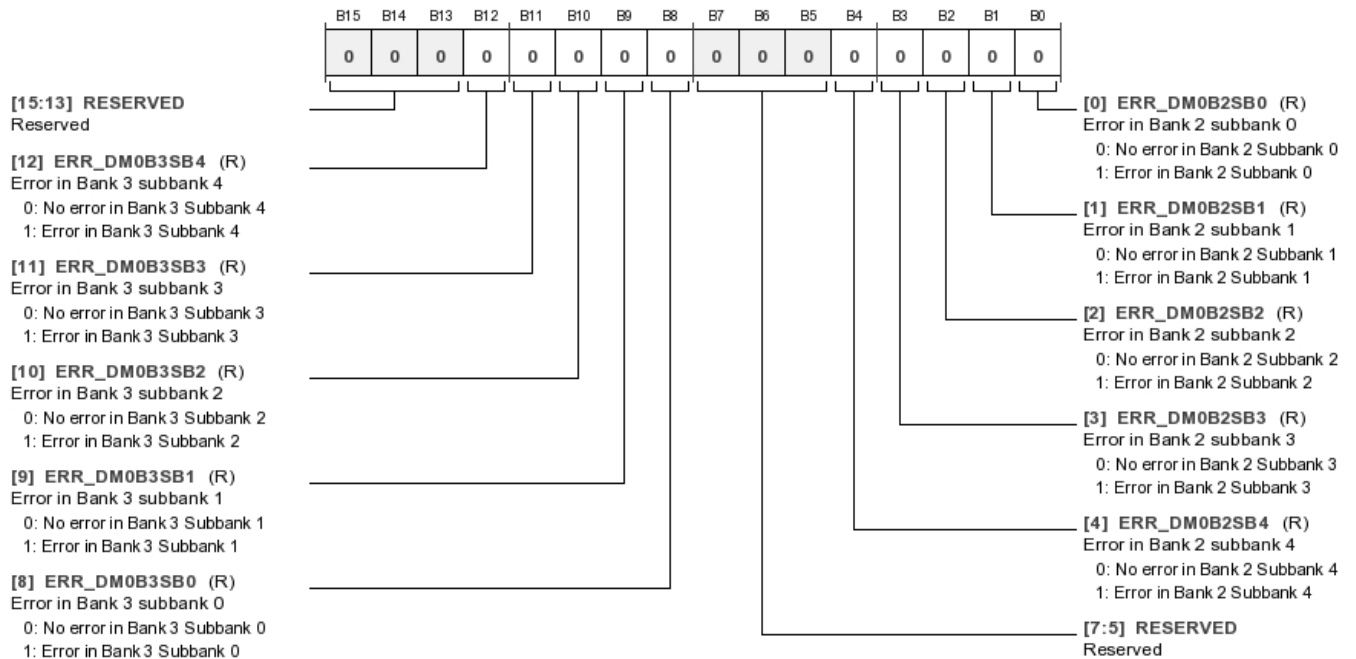 B15 B14 B13 B12 B11 B10 B9 B8 B7 B6 B5 B4 B3 B2 B1 B0
0 0 0 0 0 0 0 0 0 0 0 0 0 0 0 0
[15:13] RESERVED
Reserved
[12] ERR_DM0B3SB4 (R)
Error in Bank 3 subbank 4
0: No error in Bank 3 Subbank 4
1: Error in Bank 3 Subbank 4
[11] ERR_DM0B3SB3 (R)
Error in Bank 3 subbank 3
0: No error in Bank 3 Subbank 3
1: Error in Bank 3 Subbank 3
[10] ERR_DM0B3SB2 (R)
Error in Bank 3 subbank 2
0: No error in Bank 3 Subbank 2
1: Error in Bank 3 Subbank 2
[9] ERR_DM0B3SB1 (R)
Error in Bank 3 subbank 1
0: No error in Bank 3 Subbank 1
1: Error in Bank 3 Subbank 1
[8] ERR_DM0B3SB0 (R)
Error in Bank 3 subbank 0
0: No error in Bank 3 Subbank 0
1: Error in Bank 3 Subbank 0
[0] ERR_DM0B2SB0 (R)
Error in Bank 2 subbank 0
0: No error in Bank 2 Subbank 0
1: Error in Bank 2 Subbank 0
[1] ERR_DM0B2SB1 (R)
Error in Bank 2 subbank 1
0: No error in Bank 2 Subbank 1
1: Error in Bank 2 Subbank 1
[2] ERR_DM0B2SB2 (R)
Error in Bank 2 subbank 2
0: No error in Bank 2 Subbank 2
1: Error in Bank 2 Subbank 2
[3] ERR_DM0B2SB3 (R)
Error in Bank 2 subbank 3
0: No error in Bank 2 Subbank 3
1: Error in Bank 2 Subbank 3
[4] ERR_DM0B2SB4 (R)
Error in Bank 2 subbank 4
0: No error in Bank 2 Subbank 4
1: Error in Bank 2 Subbank 4
[7:5] RESERVED
Reserved